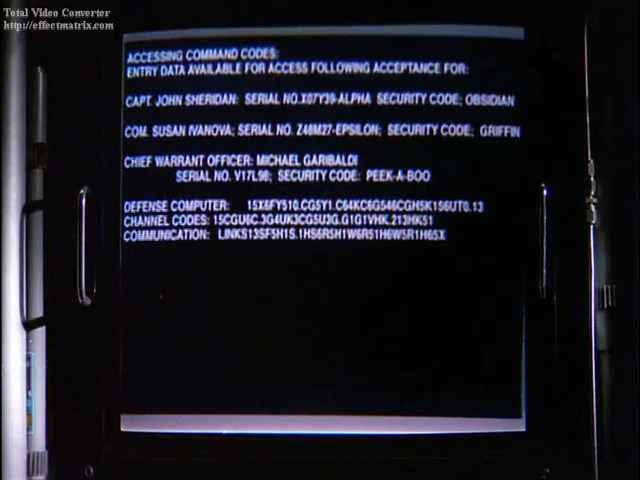 Total Video Converter
http://effectmatrix.com
ACCESSING COMMAND CODES:
ENTRY DATA AVAILABLE FOR ACCESS FOLLOWING ACCEPTANCE FOR:
CAPT. JOHN SHERIDAN: SERIAL NO.X07Y39-ALPHA SECURITY CODE; OBSIDIAN
COM. SUSAN IVANOVA; SERIAL NO. Z48M27-EPSILON; SECURITY CODE; GRIFFIN
CHIEF WARRANT OFFICER: MICHAEL GARIBALDI
SERIAL NO. V17L98; SECURITY CODE: PEEK-A-BOO
DEFENSE COMPUTER:
CHANNEL CODES:
COMMUNICATION: